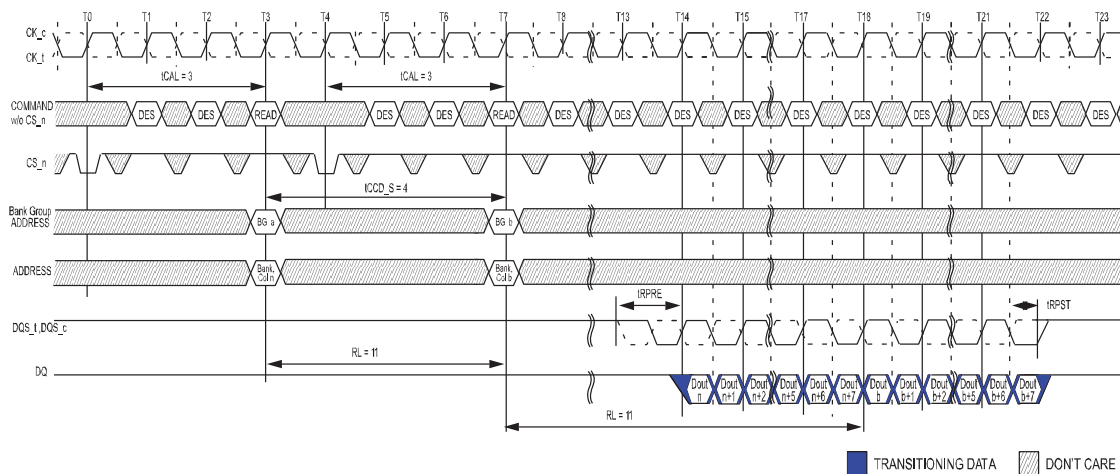 T0 T1 T2 T3 T4 T5 T6 T7 T8 T13 T14 T15 T17 T18 T19 T21 T22 T23
CK_c
CK_t
tCAL = 3 tCAL = 3
COMMAND
w/o CS_n
DES DES READ DES DES READ DES DES DES DES DES DES DES DES DES DES
CS_n
tCCD_S = 4
Bank Group
ADDRESS
BG a BG b
ADDRESS
Bank, Bank,
Col n Col b
tRPRE tRPST
DQS_t ,DQS_c
RL = 11
DQ
Dout Dout Dout Dout Dout Dout Dout Dout Dout Dout Dout Dout
n n+1 n+2 n+5 n+6 n+7 b b+1 b+2 b+5 b+6 b+7
RL = 11
TRANSITIONING DATA DON'T CARE